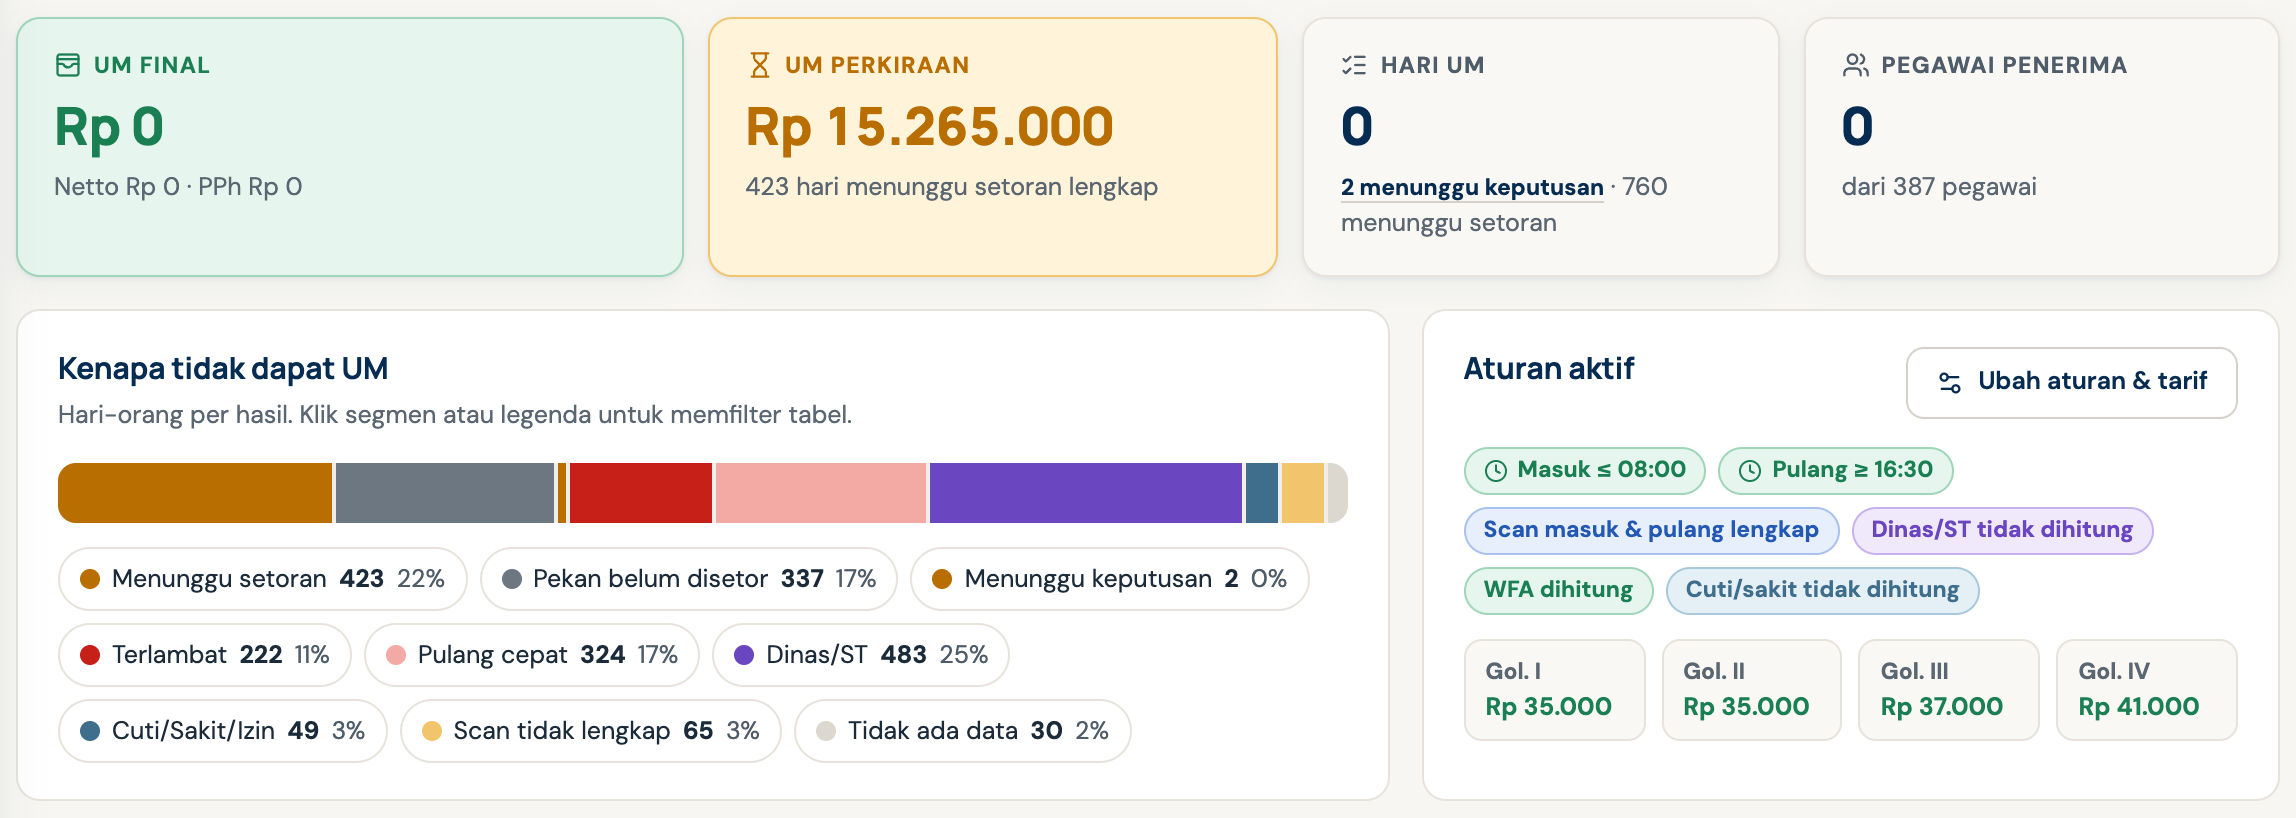 UM FINAL
Rp 0
Netto Rp 0 · PPh Rp 0
UM PERKIRAAN
Rp 15.265.000
423 hari menunggu setoran lengkap
HARI UM
0
2 menunggu keputusan · 760
menunggu setoran
PEGAWAI PENERIMA
0
dari 387 pegawai
Kenapa tidak dapat UM
Hari-orang per hasil. Klik segmen atau legenda untuk memfilter tabel.
Menunggu setoran 423 22%
Pekan belum disetor 337 17%
Menunggu keputusan 2 0%
Terlambat 222 11%
Pulang cepat 324 17%
Dinas/ST 483 25%
Cuti/Sakit/Izin 49 3%
Scan tidak lengkap 65 3%
Tidak ada data 30 2%
Aturan aktif
Ubah aturan & tarif
Masuk ≤ 08:00
Pulang ≥ 16:30
Scan masuk & pulang lengkap
Dinas/ST tidak dihitung
WFA dihitung
Cuti/sakit tidak dihitung
Gol. I
Rp 35.000
Gol. II
Rp 35.000
Gol. III
Rp 37.000
Gol. IV
Rp 41.000